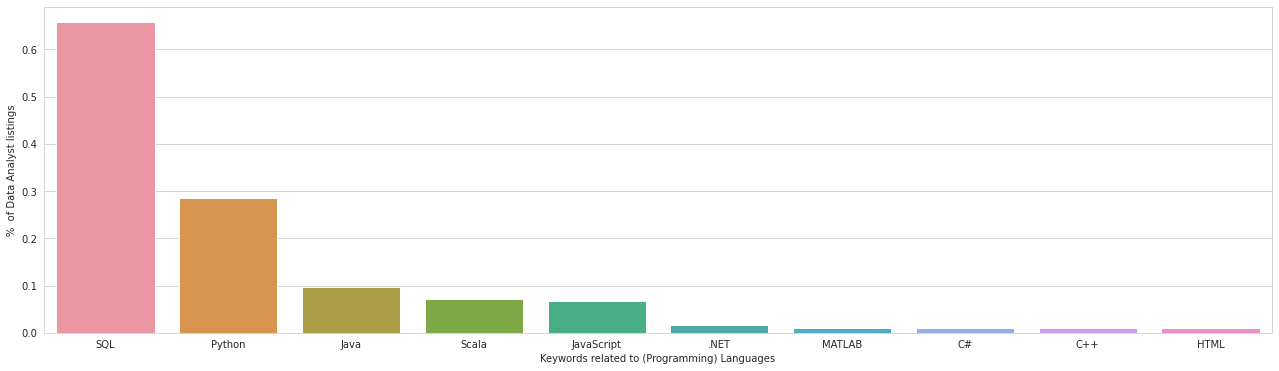 % of Data Analyst listings
0.6
0.5
0.4
0.3
0.2
0.1
0.0
SQL Python Java Scala JavaScript .NET MATLAB C# C++ HTML
Keywords related to (Programming) Languages